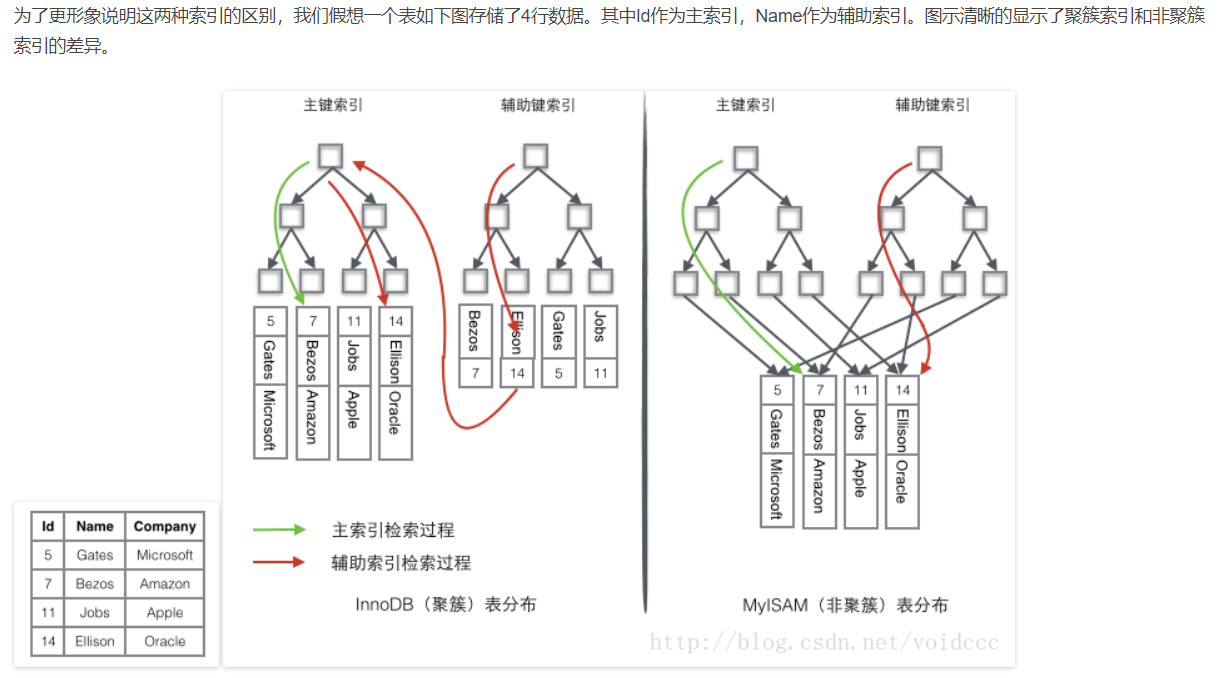 为了更形象说明这两种索引的区别，我们假想一个表如下图存储了4行数据。其中Id作为主索引，Name作为辅助索引。图示清晰的显示了聚簇索引和非聚簇
索引的差异。
主键索引 辅助键索引 主键索引 辅助键索引
5 7 11 14
Gates Bezos Jobs Ellison
Microsoft Amazon Apple Oracle
Bezos Ellison Gates Jobs
7 14 5 11
5 7 11 14
Gates Bezos Jobs Ellison
Microsoft Amazon Apple Oracle
主索引检索过程
辅助索引检索过程
InnoDB（聚簇）表分布
MyISAM（非聚簇）表分布
http://blog.csdn.net/voidccc
Id Name Company
5 Gates Microsoft
7 Bezos Amazon
11 Jobs Apple
14 Ellison Oracle